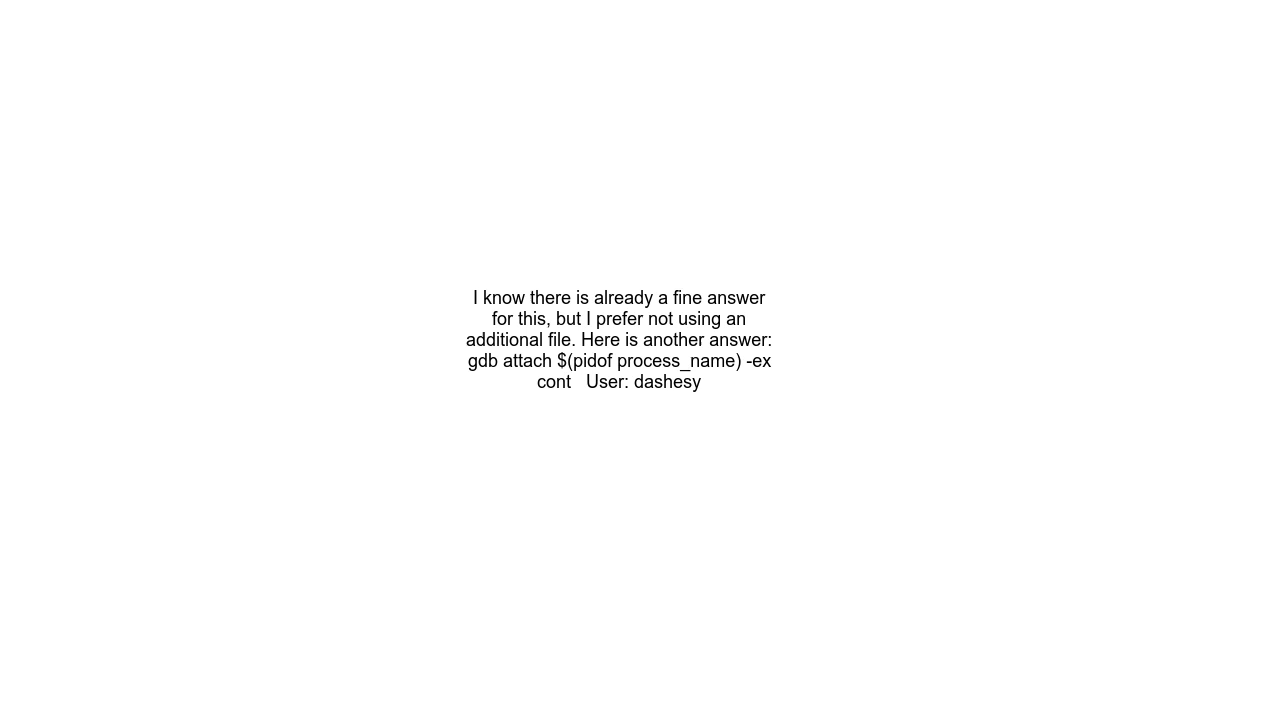 I know there is already a fine answer
for this, but I prefer not using an
additional file. Here is another answer:
gdb attach $(pidof process_name) -ex
cont   User: dashesy